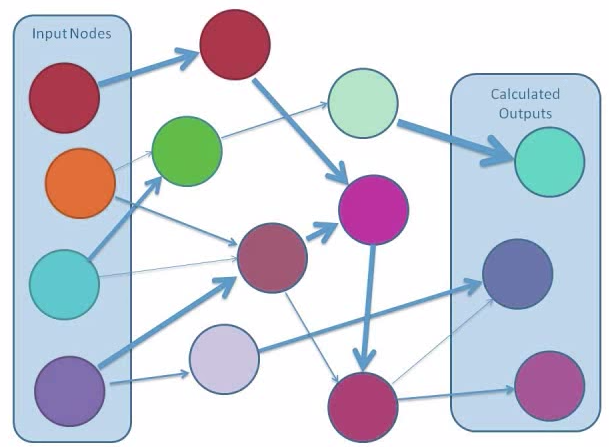 Input Nodes
Calculated
Outputs